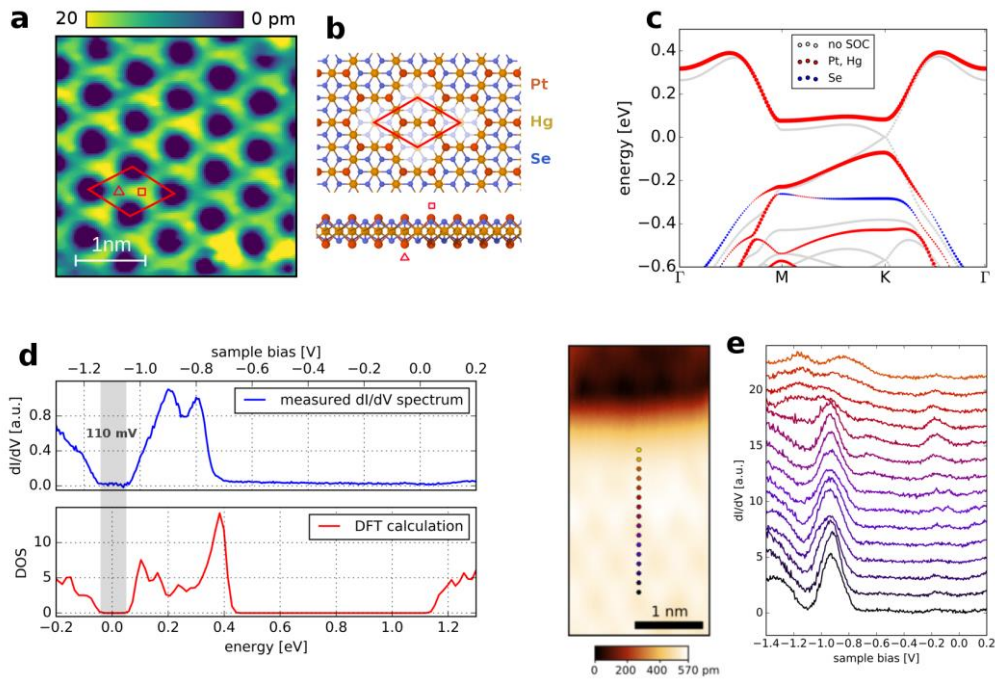 a
20 0 pm
1nm
b
Pt
Hg
Se
c
energy [eV]
0.4
0.2
0.0
−0.2
−0.4
−0.6
Γ M K Γ
no SOC
Pt, Hg
Se
d
sample bias [V]
−1.2 −1.0 −0.8 −0.6 −0.4 −0.2 0.0 0.2
dI/dV [a.u.]
0.8
0.4
0.0
110 mV
measured dI/dV spectrum
DOS
10
5
0
DFT calculation
−0.2 0.0 0.2 0.4 0.6 0.8 1.0 1.2
energy [eV]
1 nm
0 200 400 570 pm
e
dI/dV [a.u.]
20
15
10
5
0
−1.4 −1.2 −1.0 −0.8 −0.6 −0.4 −0.2 0.0 0.2
sample bias [V]